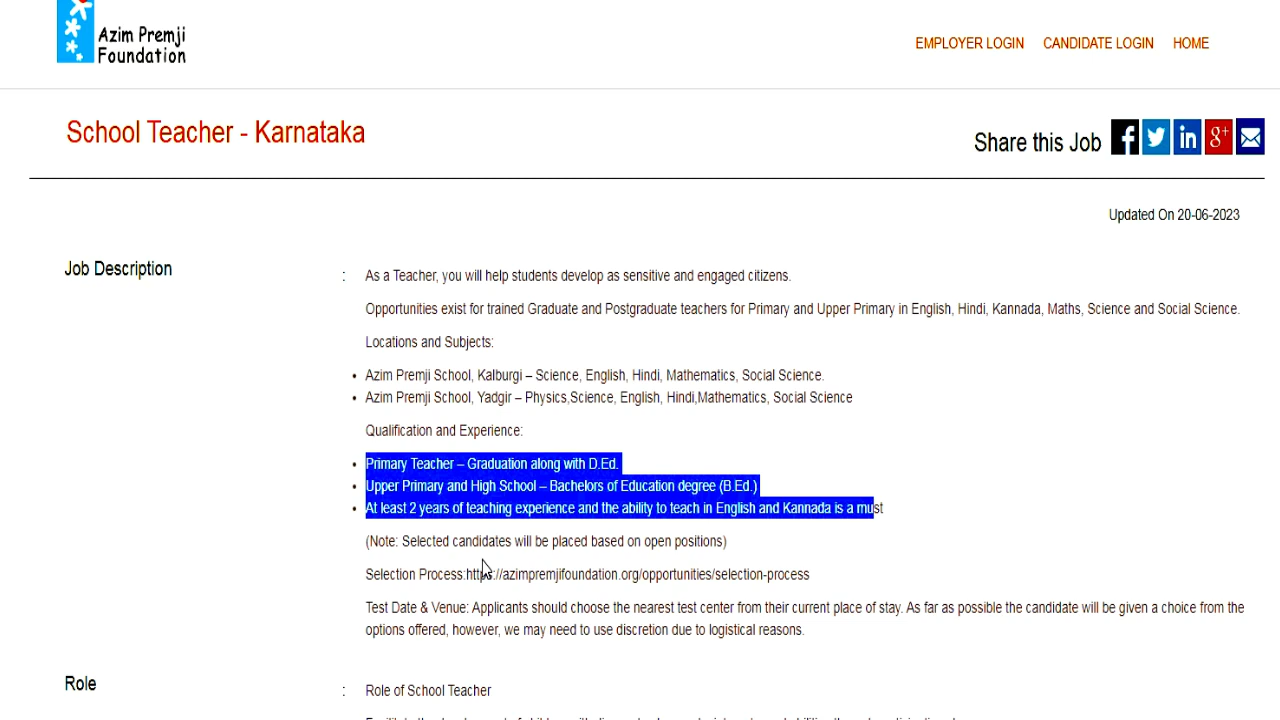 Azim Premji
Foundation
EMPLOYER LOGIN CANDIDATE LOGIN HOME
School Teacher - Karnataka
Share this Job
Updated On 20-06-2023
Job Description : As a Teacher, you will help students develop as sensitive and engaged citizens.
Opportunities exist for trained Graduate and Postgraduate teachers for Primary and Upper Primary in English, Hindi, Kannada, Maths, Science and Social Science.
Locations and Subjects:
• Azim Premji School, Kalburgi – Science, English, Hindi, Mathematics, Social Science.
• Azim Premji School, Yadgir – Physics,Science, English, Hindi,Mathematics, Social Science
Qualification and Experience:
• Primary Teacher – Graduation along with D.Ed.
• Upper Primary and High School – Bachelors of Education degree (B.Ed.)
• At least 2 years of teaching experience and the ability to teach in English and Kannada is a must
(Note: Selected candidates will be placed based on open positions)
Selection Process:https://azimpremjifoundation.org/opportunities/selection-process
Test Date & Venue: Applicants should choose the nearest test center from their current place of stay. As far as possible the candidate will be given a choice from the
options offered, however, we may need to use discretion due to logistical reasons.
Role : Role of School Teacher